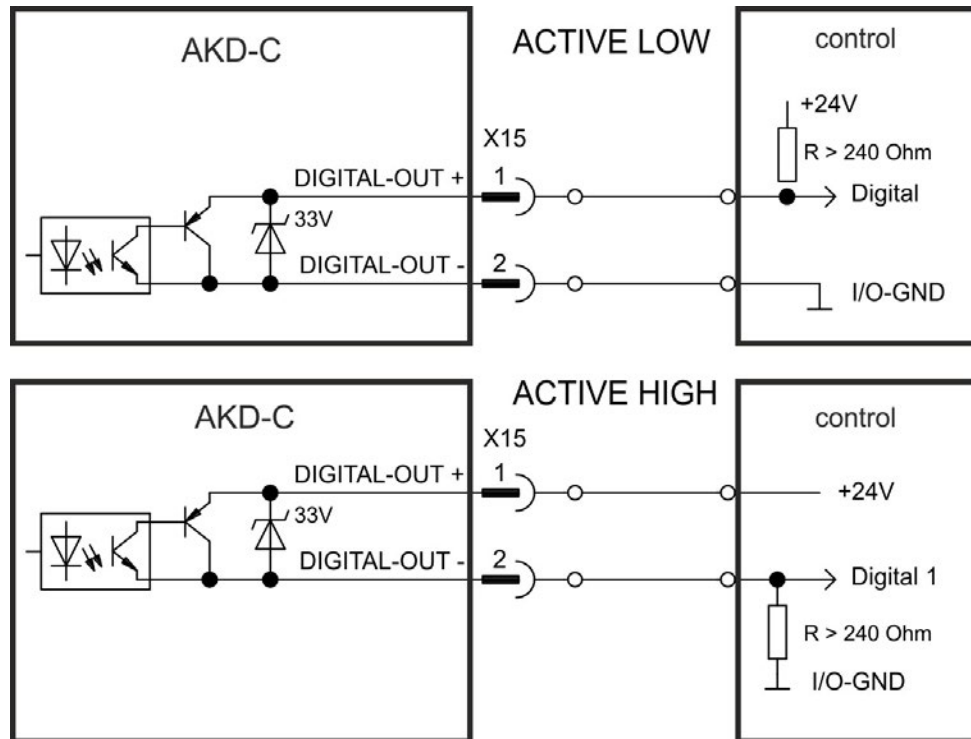 AKD-C
ACTIVE LOW
control
+24V
R > 240 Ohm
X15
DIGITAL-OUT +
1
Digital
33V
DIGITAL-OUT -
2
I/O-GND
AKD-C
ACTIVE HIGH
control
X15
DIGITAL-OUT +
1
+24V
33V
DIGITAL-OUT -
2
Digital 1
R > 240 Ohm
I/O-GND